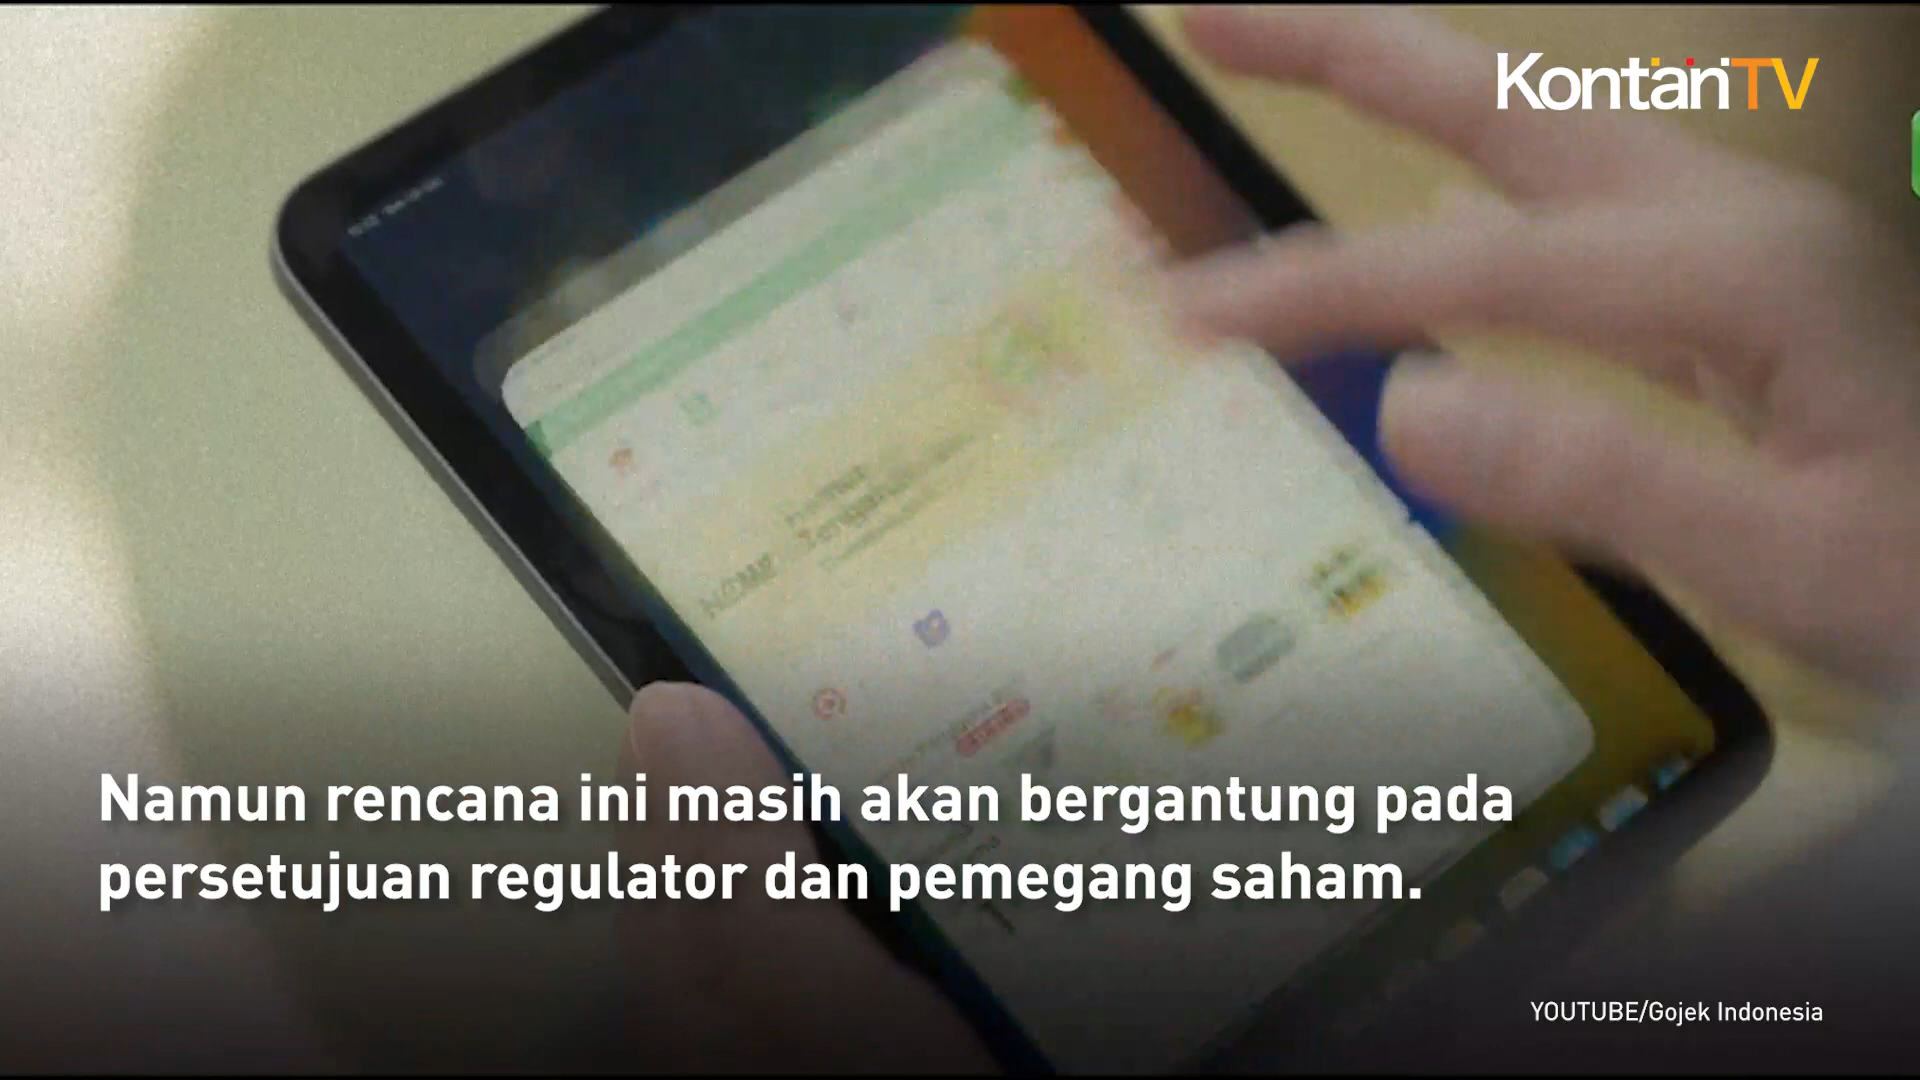 KontanTV
Namun rencana ini masih akan bergantung pada
persetujuan regulator dan pemegang saham.
YOUTUBE/Gojek Indonesia